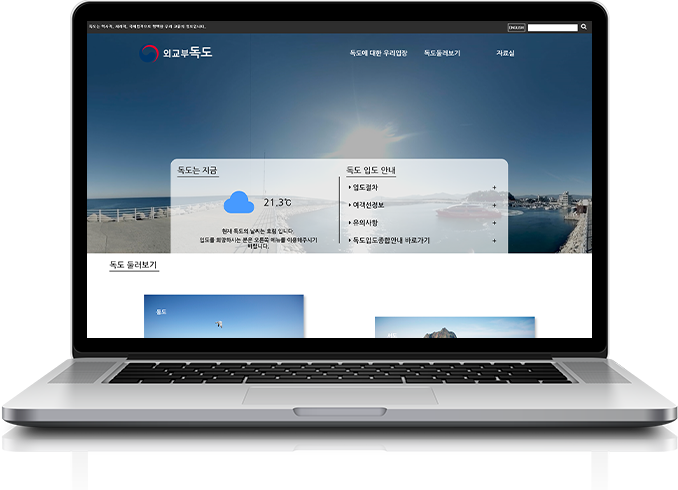 독도는 역사적, 지리적, 국제법적으로 명백한 우리 고유의 영토입니다.
ENGLISH
외교부독도
독도에 대한 우리입장 독도둘러보기 자료실
독도는 지금
21.3℃
현재 독도의 날씨는 흐림 입니다.
입도를 희망하시는 분은 오른쪽 메뉴를 이용해주시기
바랍니다.
독도 입도 안내
입도절차 +
여객선정보 +
유의사항 +
독도입도종합안내 바로가기 +
독도 둘러보기
동도
서도